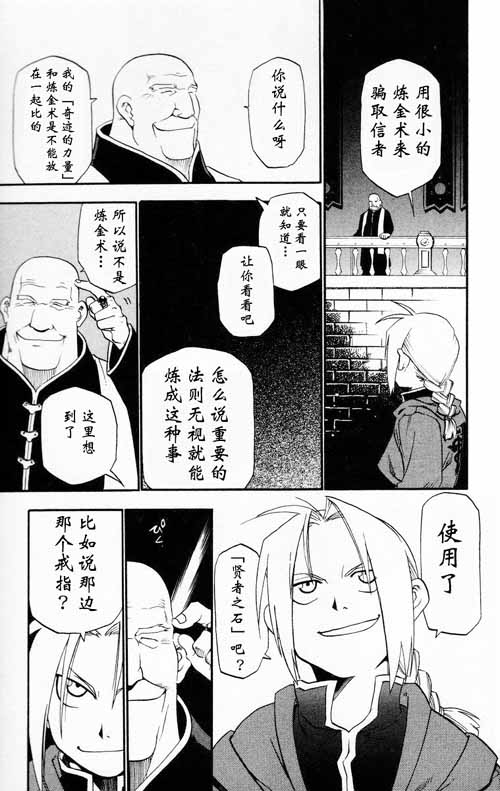 用很小的
炼金术来
骗取信者
你说什么呀
我的「奇迹的力量」
和炼金术是不能放
在一起比的
只要看一眼
就知道…
让你看看吧
怎么说重要的
法则无视就能
炼成这种事
所以说不是
炼金术…
这里想
到了
使用了
「贤者之石」吧？
ぴく
比如说那边
那个戒指？